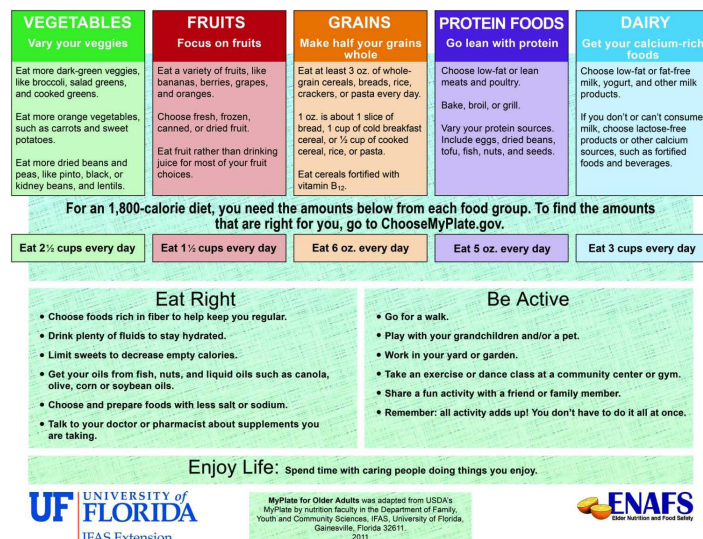 VEGETABLES
Vary your veggies
Eat more dark-green veggies,
like broccoli, salad greens,
and cooked greens.
Eat more orange vegetables,
such as carrots and sweet
potatoes.
Eat more dried beans and
peas, like pinto, black, or
kidney beans, and lentils.
FRUITS
Focus on fruits
Eat a variety of fruits, like
bananas, berries, grapes,
and oranges.
Choose fresh, frozen,
canned, or dried fruit.
Eat fruit rather than drinking
juice for most of your fruit
choices.
GRAINS
Make half your grains
whole
Eat at least 3 oz. of whole-
grain cereals, breads, rice,
crackers, or pasta every day.
1 oz. is about 1 slice of
bread, 1 cup of cold breakfast
cereal, or ½ cup of cooked
cereal, rice, or pasta.
Eat cereals fortified with
vitamin B₁₂.
PROTEIN FOODS
Go lean with protein
Choose low-fat or lean
meats and poultry.
Bake, broil, or grill.
Vary your protein sources.
Include eggs, dried beans,
tofu, fish, nuts, and seeds.
DAIRY
Get your calcium-rich
foods
Choose low-fat or fat-free
milk, yogurt, and other milk
products.
If you don't or can't consume
milk, choose lactose-free
products or other calcium
sources, such as fortified
foods and beverages.
For an 1,800-calorie diet, you need the amounts below from each food group. To find the amounts
that are right for you, go to ChooseMyPlate.gov.
Eat 2½ cups every day
Eat 1½ cups every day
Eat 6 oz. every day
Eat 5 oz. every day
Eat 3 cups every day
Eat Right
• Choose foods rich in fiber to help keep you regular.
• Drink plenty of fluids to stay hydrated.
• Limit sweets to decrease empty calories.
• Get your oils from fish, nuts, and liquid oils such as canola,
olive, corn or soybean oils.
• Choose and prepare foods with less salt or sodium.
• Talk to your doctor or pharmacist about supplements you
are taking.
Be Active
• Go for a walk.
• Play with your grandchildren and/or a pet.
• Work in your yard or garden.
• Take an exercise or dance class at a community center or gym.
• Share a fun activity with a friend or family member.
• Remember: all activity adds up! You don't have to do it all at once.
Enjoy Life: Spend time with caring people doing things you enjoy.
UF UNIVERSITY of
FLORIDA
IFAS Extension
MyPlate for Older Adults was adapted from USDA's
MyPlate by nutrition faculty in the Department of Family,
Youth and Community Sciences, IFAS, University of Florida,
Gainesville, Florida 32611.
2011
ENAFS
Elder Nutrition and Food Safety